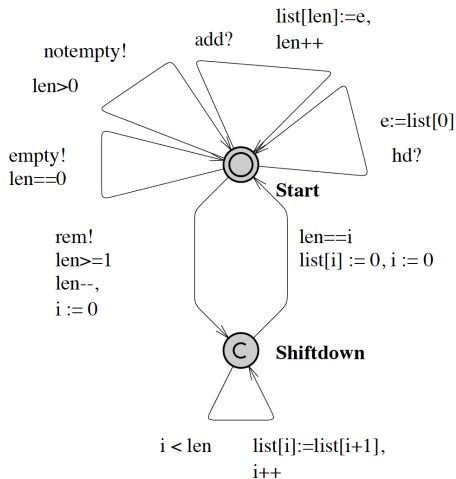 list[len]:=e,
add?
len++
notempty!
len>0
e:=list[0]
hd?
empty!
len==0
Start
rem!
len>=1
len--,
i := 0
len==i
list[i] := 0, i := 0
C
Shiftdown
i < len
list[i]:=list[i+1],
i++